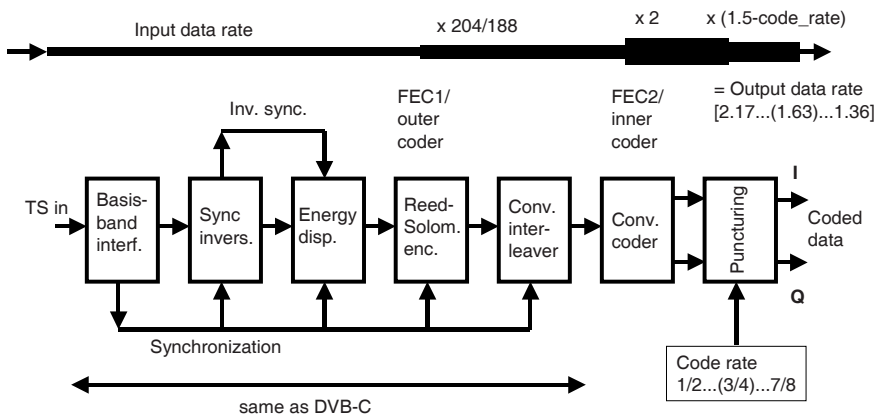 Input data rate
x 204/188
x 2
x (1.5-code_rate)
= Output data rate
[2.17...(1.63)...1.36]
Inv. sync.
FEC1/
outer
coder
FEC2/
inner
coder
TS in
Basis-
band
interf.
Sync
invers.
Energy
disp.
Reed-
Solom.
enc.
Conv.
inter-
leaver
Conv.
coder
Puncturing
I
Coded
data
Q
Synchronization
Code rate
1/2...(3/4)...7/8
same as DVB-C